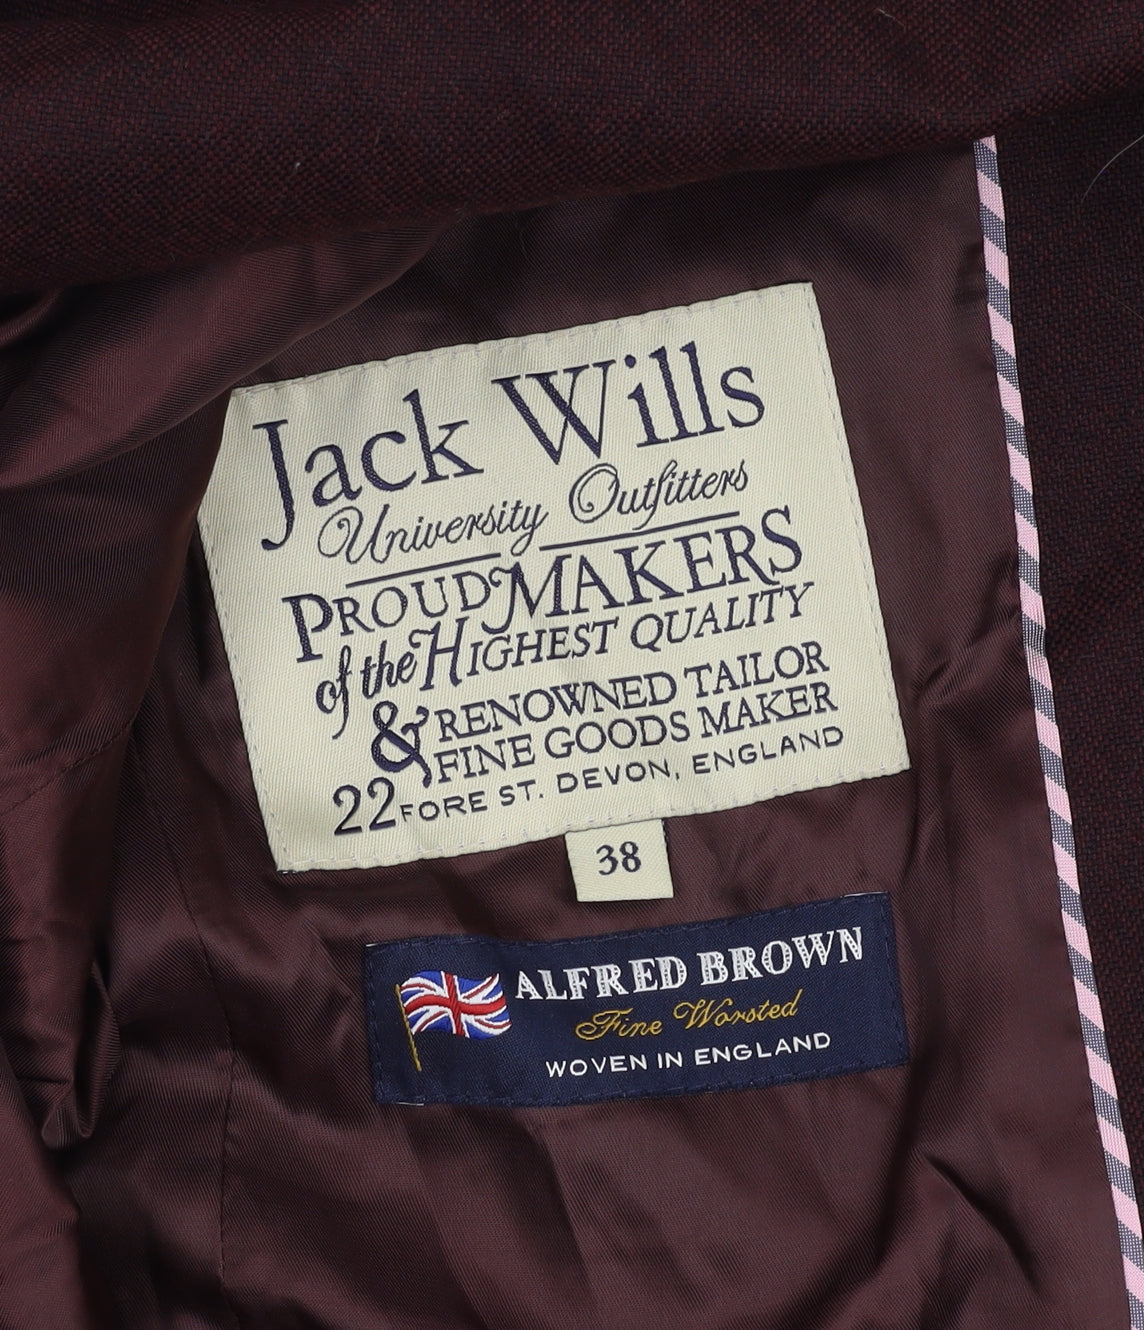 Jack Wills
University Outfitters
PROUD MAKERS
of the HIGHEST QUALITY
& RENOWNED TAILOR
FINE GOODS MAKER
22 FORE ST. DEVON, ENGLAND
38
ALFRED BROWN
Fine Worsted
WOVEN IN ENGLAND